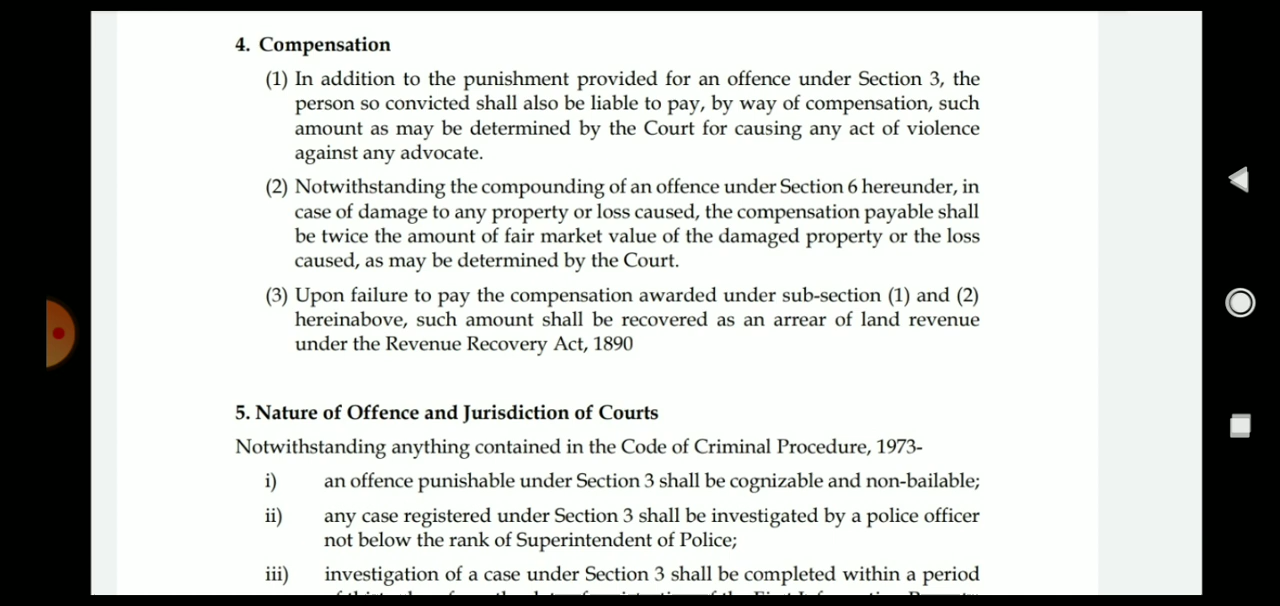 4. Compensation
(1) In addition to the punishment provided for an offence under Section 3, the
person so convicted shall also be liable to pay, by way of compensation, such
amount as may be determined by the Court for causing any act of violence
against any advocate.
(2) Notwithstanding the compounding of an offence under Section 6 hereunder, in
case of damage to any property or loss caused, the compensation payable shall
be twice the amount of fair market value of the damaged property or the loss
caused, as may be determined by the Court.
(3) Upon failure to pay the compensation awarded under sub-section (1) and (2)
hereinabove, such amount shall be recovered as an arrear of land revenue
under the Revenue Recovery Act, 1890
5. Nature of Offence and Jurisdiction of Courts
Notwithstanding anything contained in the Code of Criminal Procedure, 1973-
i) an offence punishable under Section 3 shall be cognizable and non-bailable;
ii) any case registered under Section 3 shall be investigated by a police officer
not below the rank of Superintendent of Police;
iii) investigation of a case under Section 3 shall be completed within a period